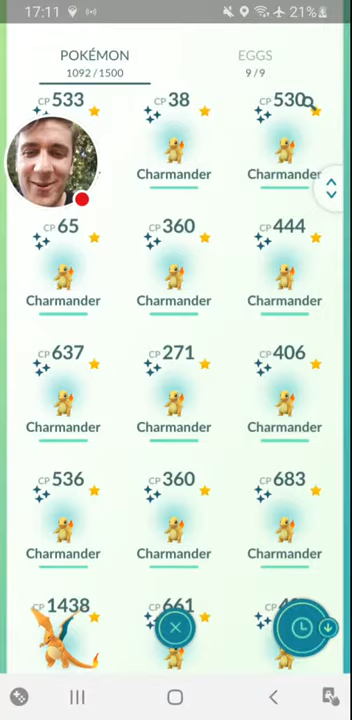 17:11 21%
POKÉMON EGGS
1092 / 1500 9 / 9
CP 533 CP 38 CP 530
Charmander Charmander
CP 65 CP 360 CP 444
Charmander Charmander Charmander
CP 637 CP 271 CP 406
Charmander Charmander Charmander
CP 536 CP 360 CP 683
Charmander Charmander Charmander
CP 1438 CP 661 CP